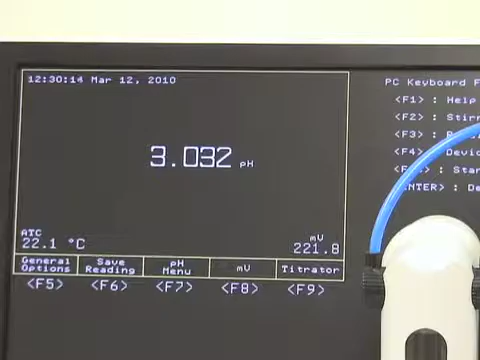 12:30:14 Mar 12, 2010
3.032 pH
ATC
22.1 °C
mV
221.8
General Options
Save Reading
pH Menu
mV
Titrator
<F5> <F6> <F7> <F8> <F9>
PC Keyboard F
<F1> : Help
<F2> : Stir
<F3> :
<F4> Devi
: Star
ENTER> : De